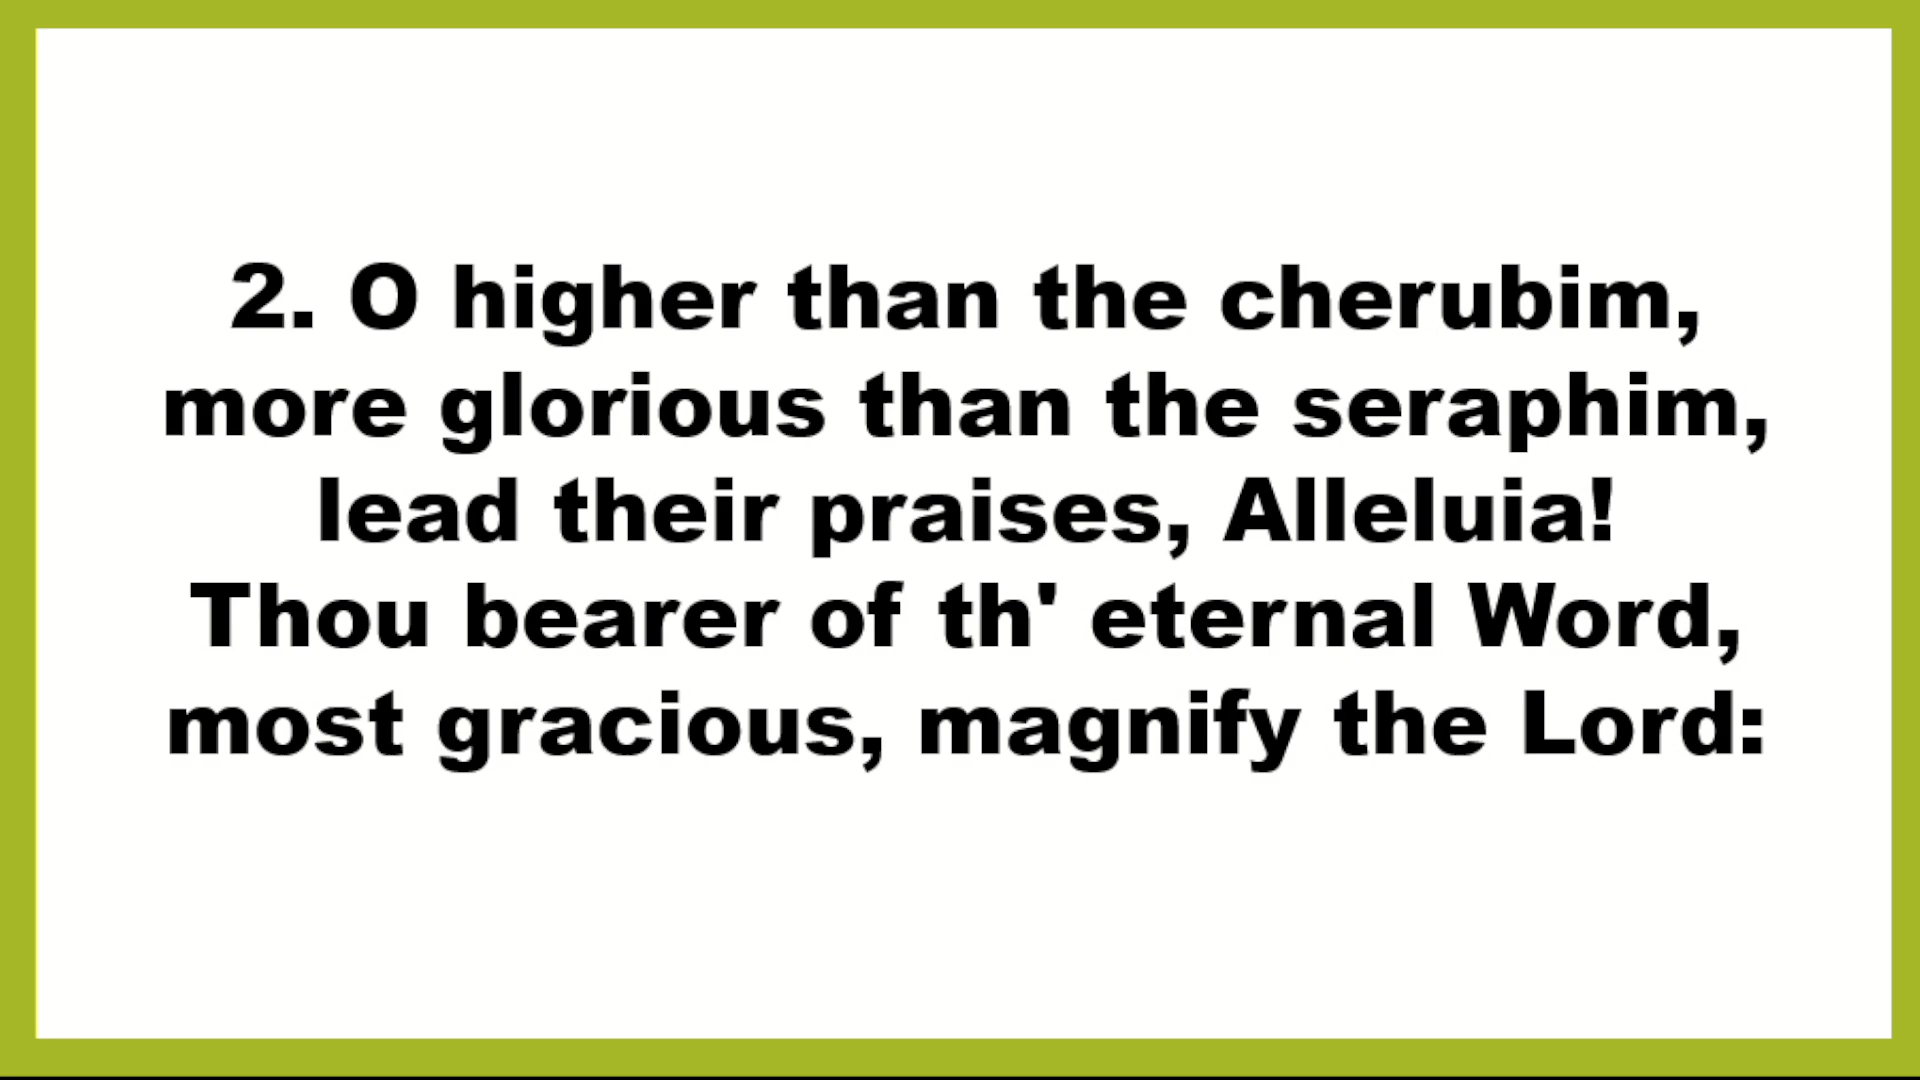 2. O higher than the cherubim,
more glorious than the seraphim,
lead their praises, Alleluia!
Thou bearer of th' eternal Word,
most gracious, magnify the Lord: